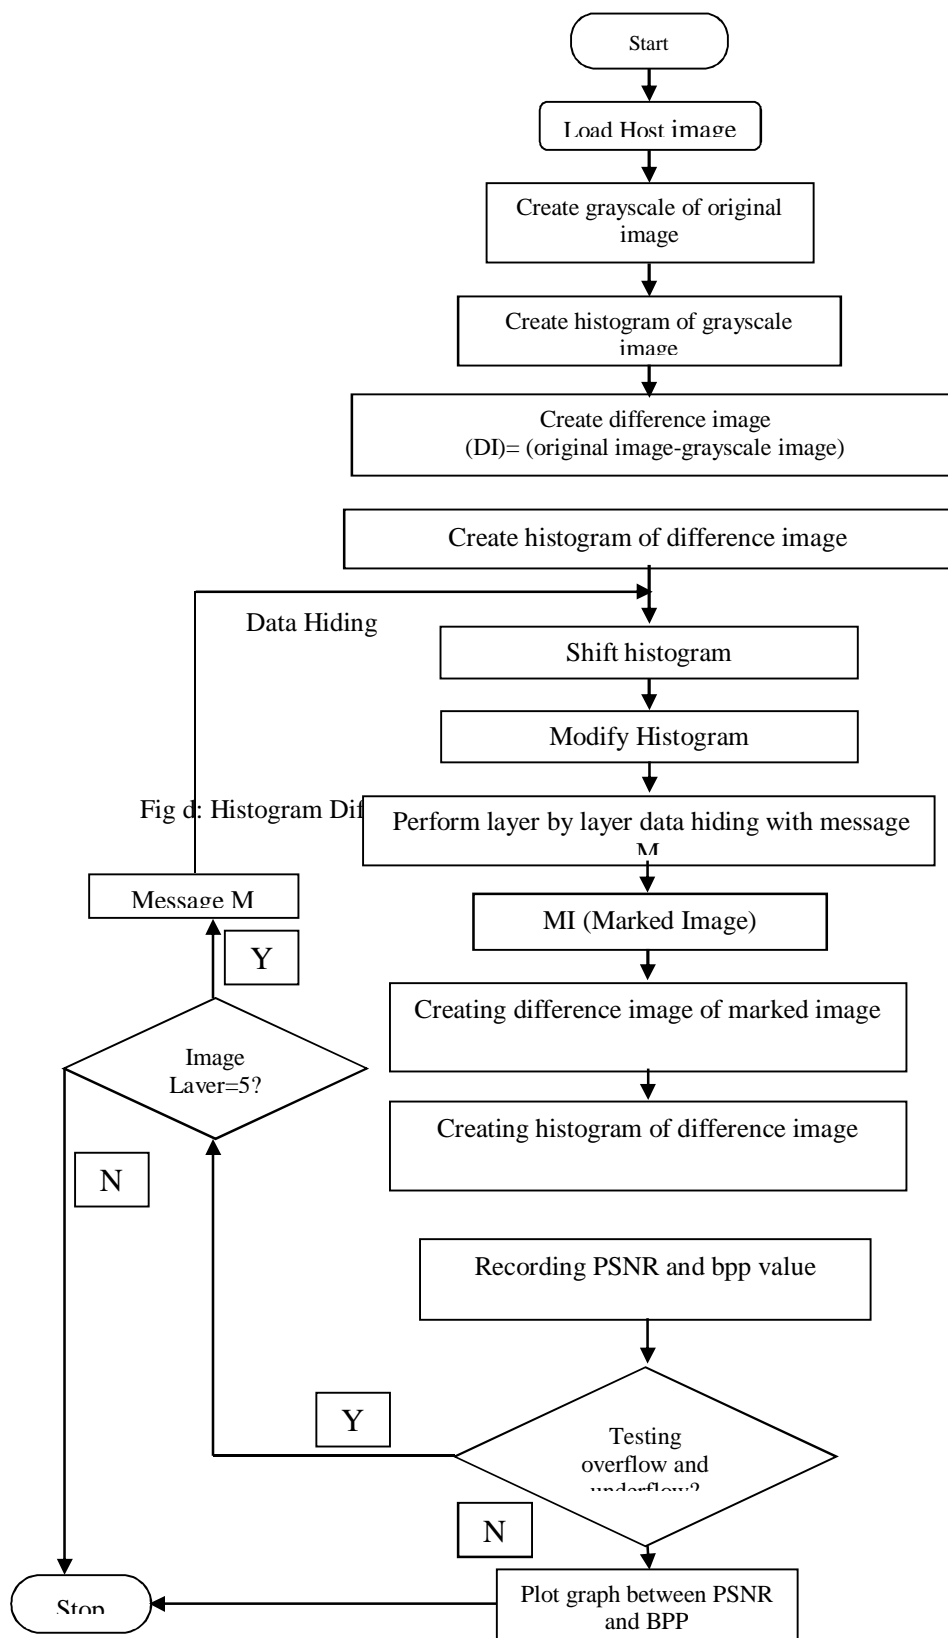 Start
Load Host image
Create grayscale of original
image
Create histogram of grayscale
image
Create difference image
(DI)= (original image-grayscale image)
Create histogram of difference image
Data Hiding
Shift histogram
Modify Histogram
Fig d: Histogram Dif
Perform layer by layer data hiding with message
M
Message M
MI (Marked Image)
Y
Creating difference image of marked image
Image
Layer=5?
Creating histogram of difference image
N
Recording PSNR and bpp value
Y
Testing
overflow and
underflow?
N
Plot graph between PSNR
and BPP
Stop